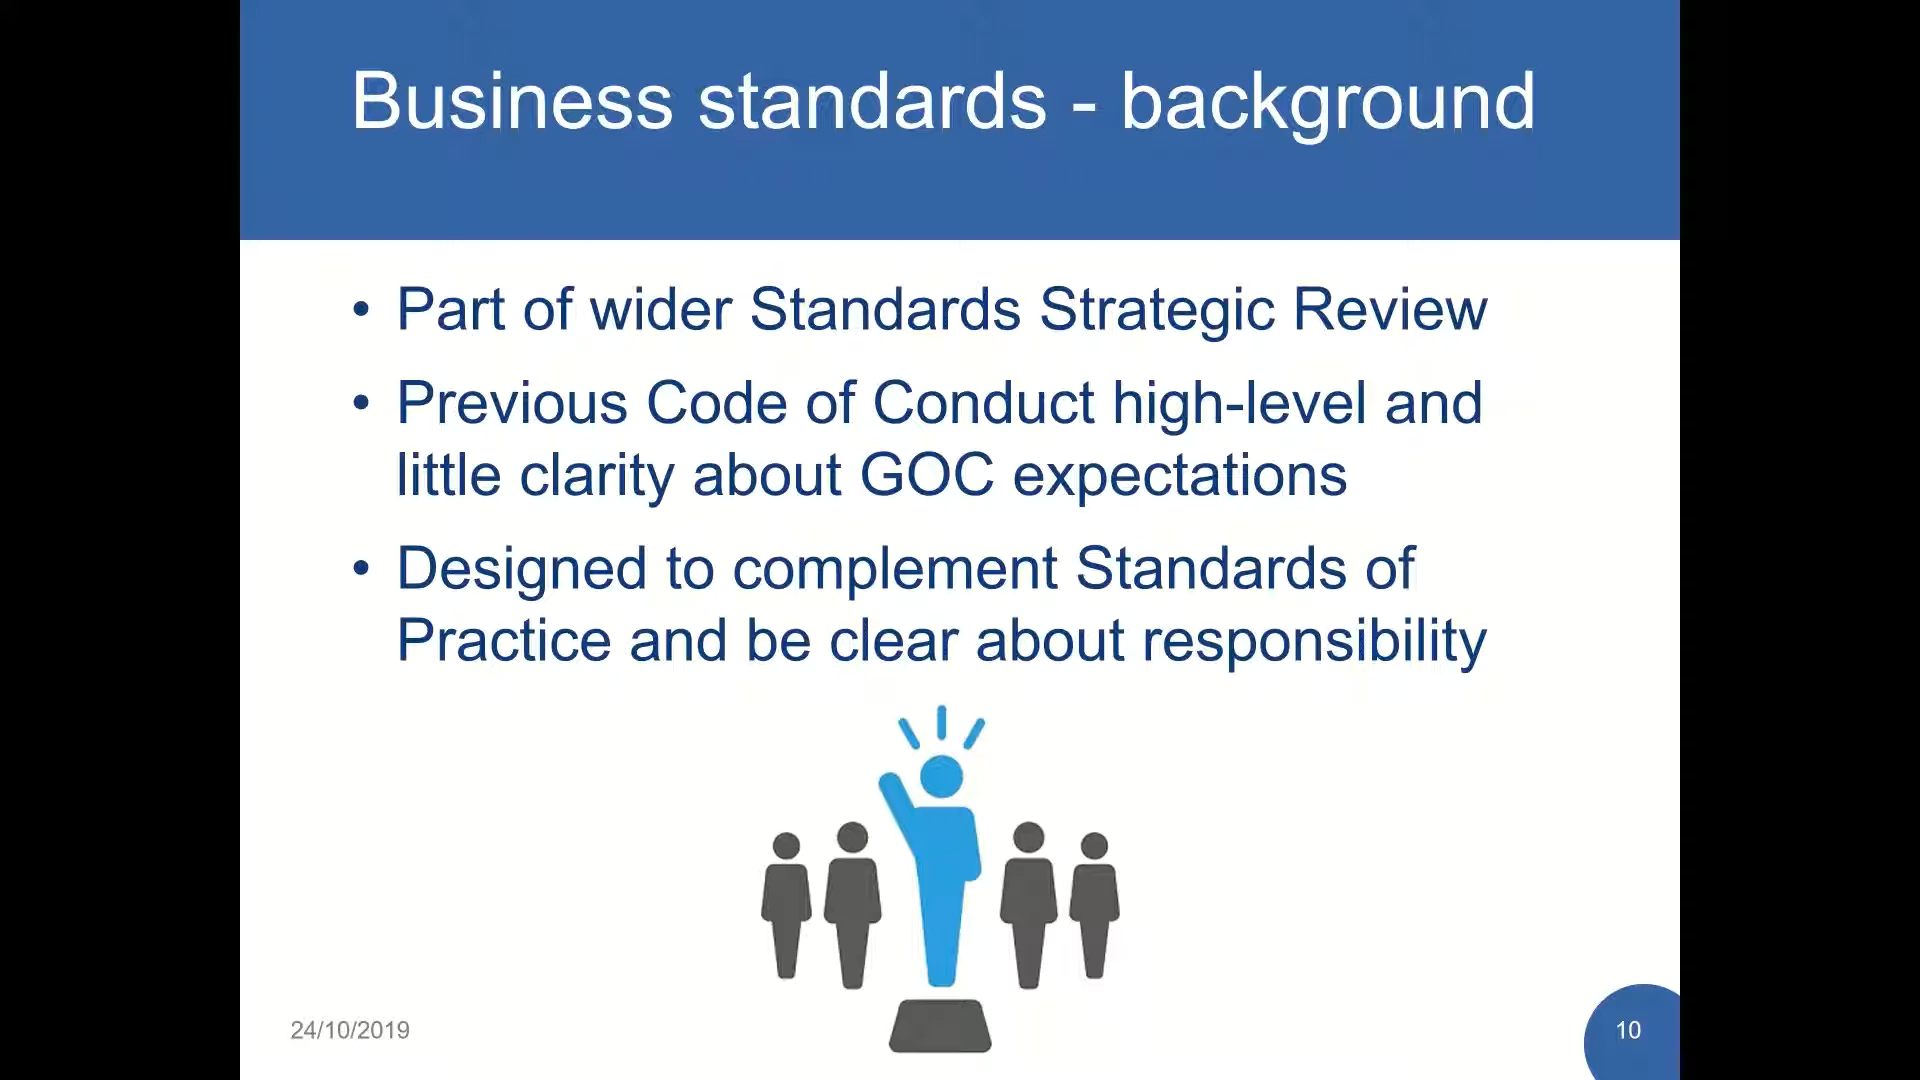 Business standards - background
• Part of wider Standards Strategic Review
• Previous Code of Conduct high-level and
little clarity about GOC expectations
• Designed to complement Standards of
Practice and be clear about responsibility
24/10/2019
10